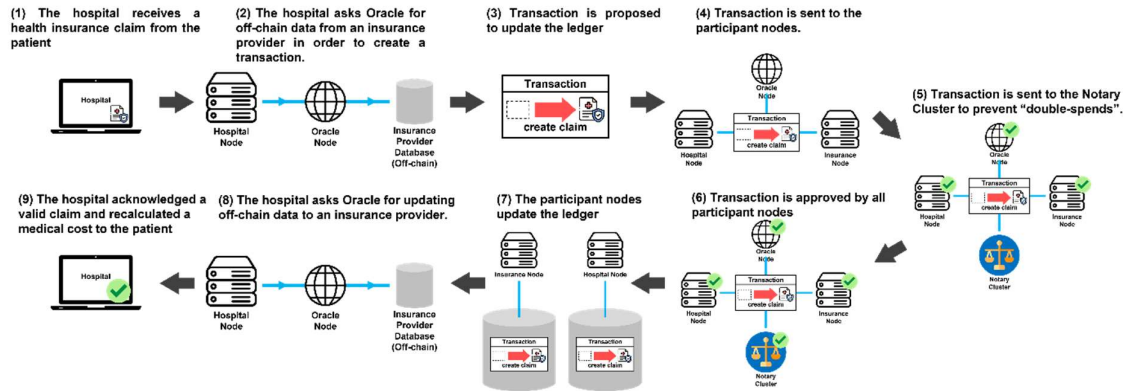 (1) The hospital receives a
health insurance claim from the
patient
(2) The hospital asks Oracle for
off-chain data from an insurance
provider in order to create a
transaction.
(3) Transaction is proposed
to update the ledger
(4) Transaction is sent to the
participant nodes.
(5) Transaction is sent to the Notary
Cluster to prevent “double-spends”.
Hospital
Hospital
Node
Oracle
Node
Insurance
Provider
Database
(Off-chain)
Transaction
create claim
Oracle
Node
Hospital
Node
Transaction
create claim
Insurance
Node
Oracle
Node
Hospital
Node
Transaction
create claim
Insurance
Node
Notary
Cluster
(9) The hospital acknowledged a
valid claim and recalculated a
medical cost to the patient
(8) The hospital asks Oracle for updating
off-chain data to an insurance provider.
(7) The participant nodes
update the ledger
(6) Transaction is approved by all
participant nodes
Hospital
Hospital
Node
Oracle
Node
Insurance
Provider
Database
(Off-chain)
Insurance Node
Hospital Node
Transaction
create claim
Transaction
create claim
Oracle
Node
Hospital
Node
Transaction
create claim
Insurance
Node
Notary
Cluster